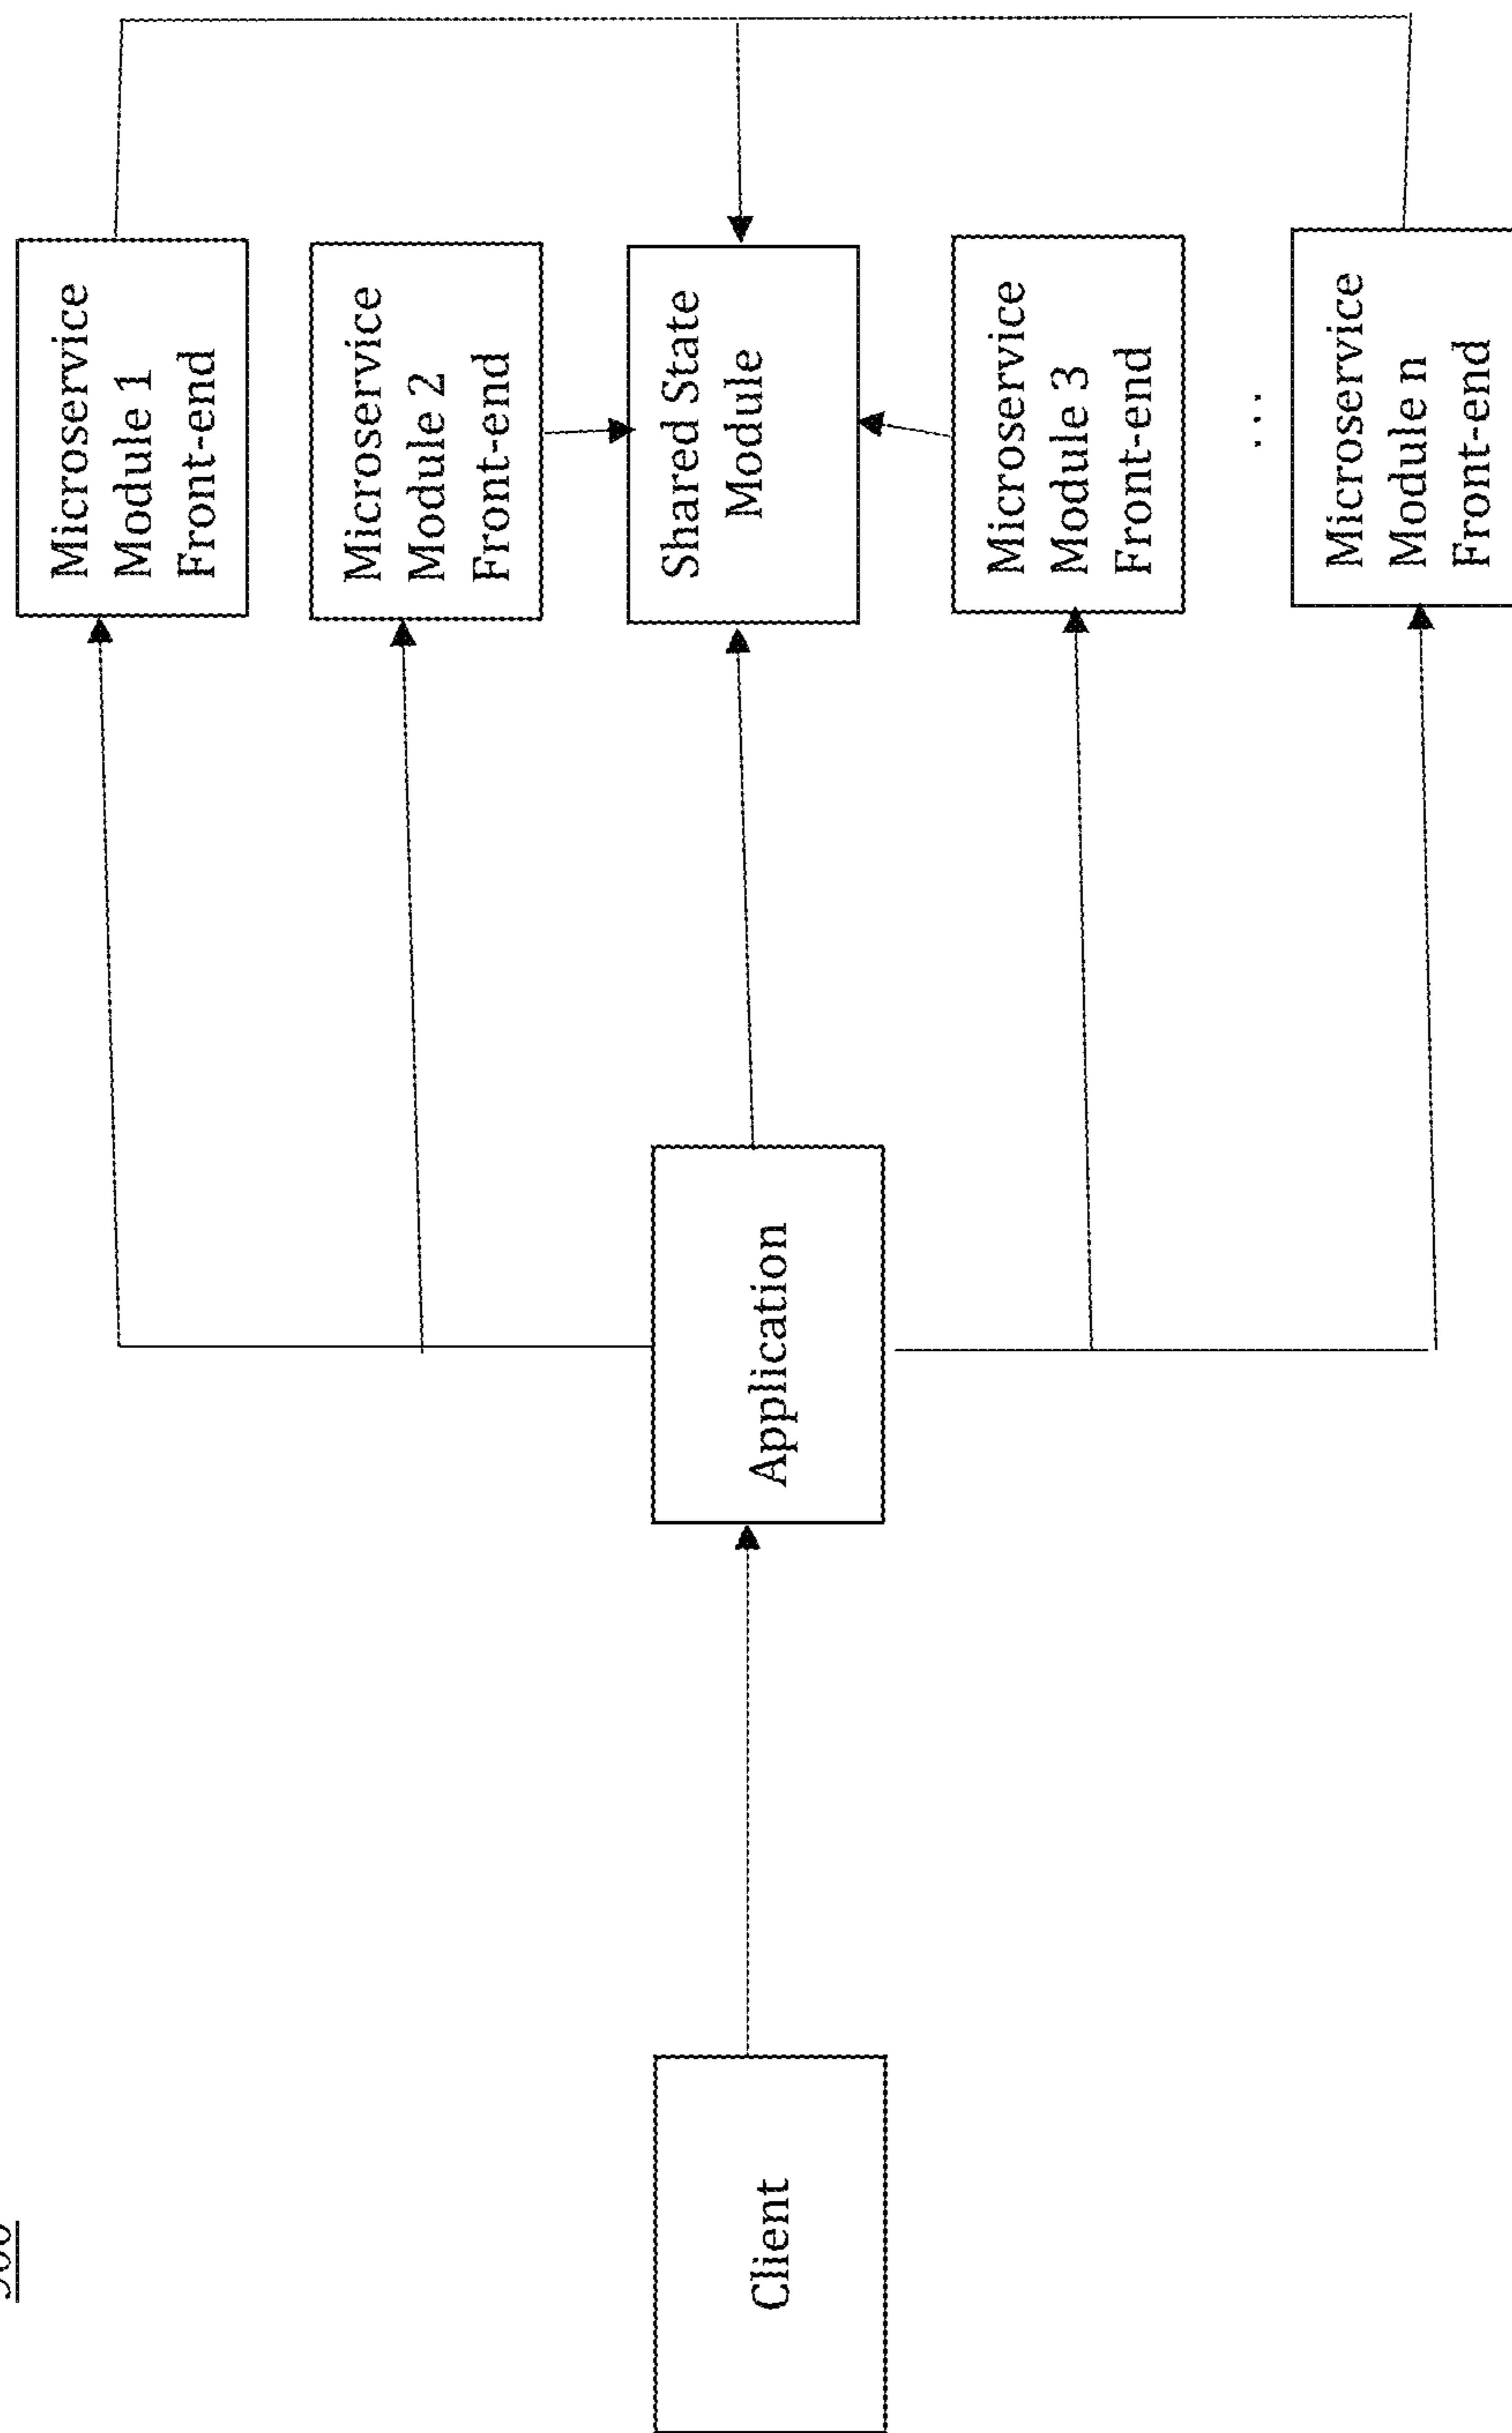 Microservice
Module 1
Front-end
Microservice
Module 2
Front-end
Shared State
Module
Microservice
Module 3
Front-end
...
Microservice
Module n
Front-end
Application
Client